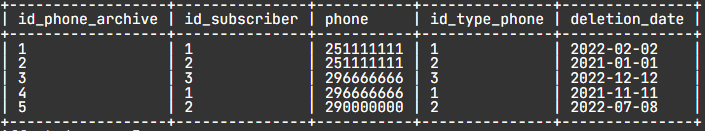 +------------------+---------------+-----------+---------------+---------------+
| id_phone_archive | id_subscriber | phone     | id_type_phone | deletion_date |
+------------------+---------------+-----------+---------------+---------------+
| 1                | 1             | 251111111 | 1             | 2022-02-02    |
| 2                | 2             | 251111111 | 2             | 2021-01-01    |
| 3                | 3             | 296666666 | 3             | 2022-12-12    |
| 4                | 1             | 296666666 | 1             | 2021-11-11    |
| 5                | 2             | 290000000 | 2             | 2022-07-08    |
+------------------+---------------+-----------+---------------+---------------+